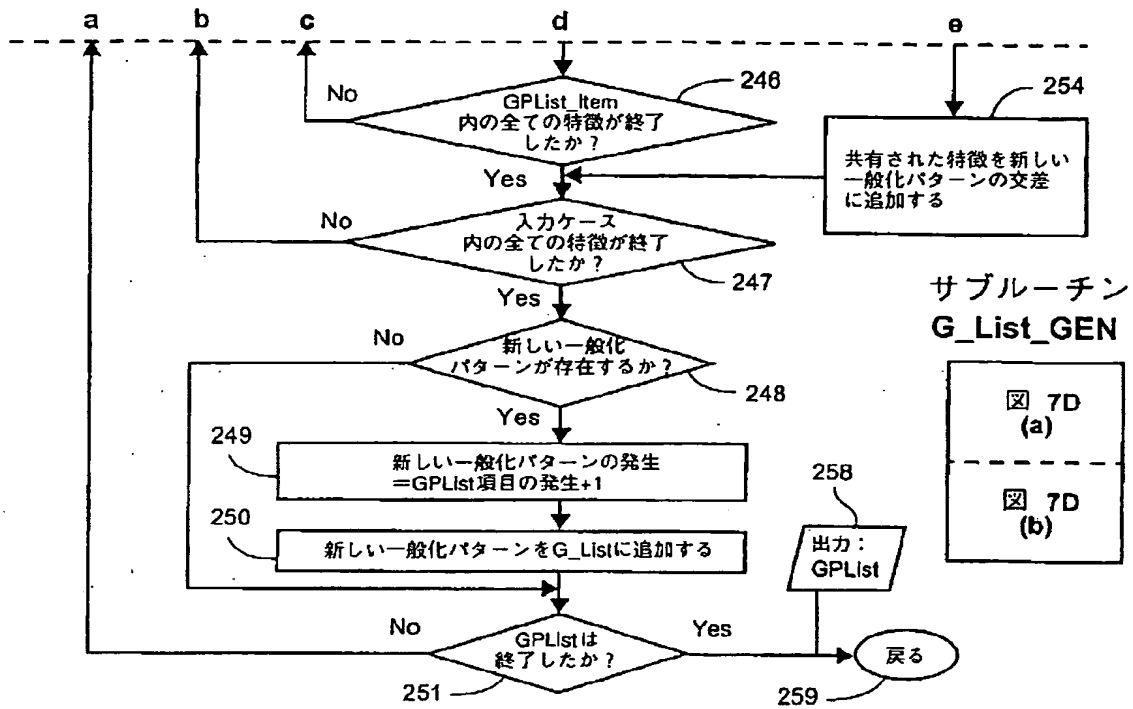 a
b
c
d
e
No
246
GPList_Item
内の全ての特徴が終了
したか？
Yes
254
共有された特徴を新しい
一般化パターンの交差
に追加する
No
入力ケース
内の全ての特徴が終了
したか？
247
Yes
サブルーチン
G_List_GEN
No
新しい一般化
パターンが存在するか？
248
Yes
図 7D
(a)
図 7D
(b)
249
新しい一般化パターンの発生
＝GPList項目の発生+1
250
新しい一般化パターンをG_Listに追加する
258
出力：
GPList
No
GPListは
終了したか？
Yes
251
戻る
259